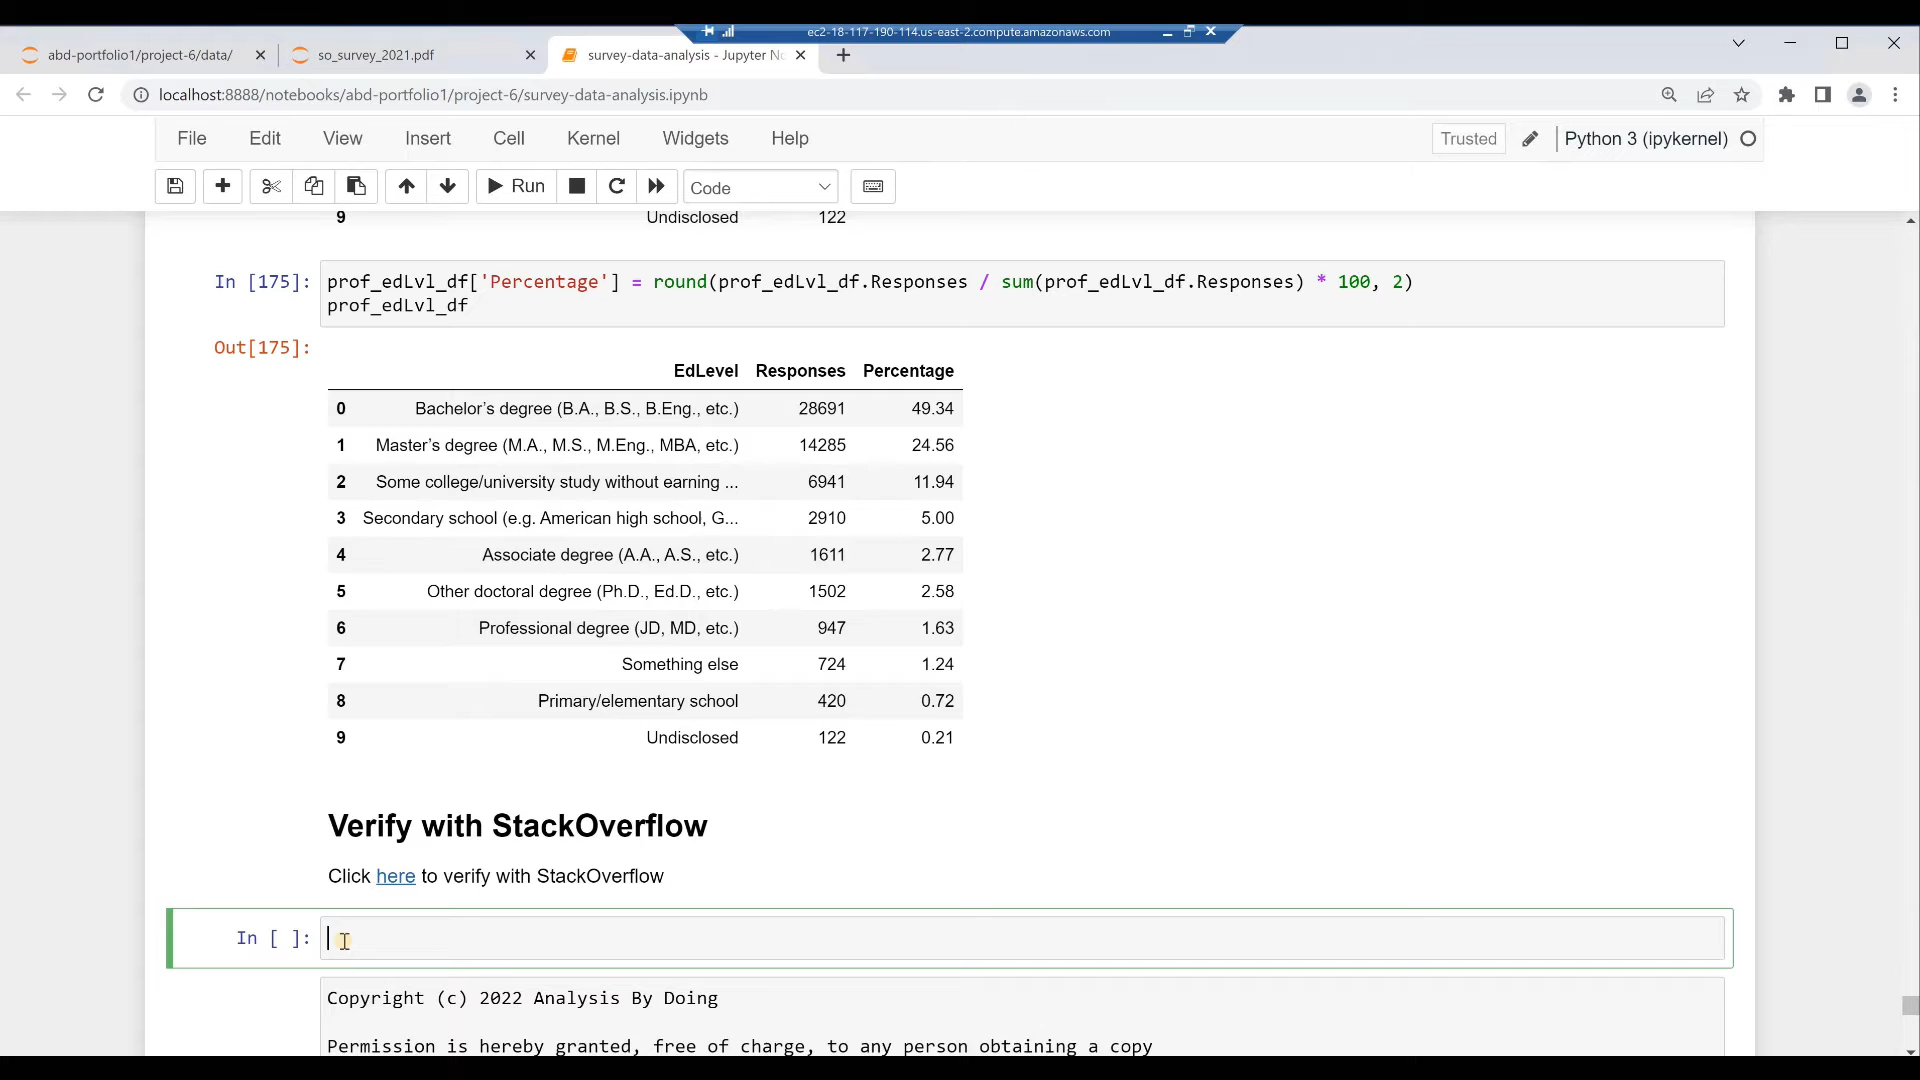 ec2-18-117-190-114.us-east-2.compute.amazonaws.com
abd-portfolio1/project-6/data/
so_survey_2021.pdf
survey-data-analysis - Jupyter No
localhost:8888/notebooks/abd-portfolio1/project-6/survey-data-analysis.ipynb
File Edit View Insert Cell Kernel Widgets Help Trusted Python 3 (ipykernel)
Run Code
9 Undisclosed 122
In [175]: prof_edLvl_df['Percentage'] = round(prof_edLvl_df.Responses / sum(prof_edLvl_df.Responses) * 100, 2)
prof_edLvl_df
Out[175]:
EdLevel Responses Percentage
0 Bachelor’s degree (B.A., B.S., B.Eng., etc.) 28691 49.34
1 Master’s degree (M.A., M.S., M.Eng., MBA, etc.) 14285 24.56
2 Some college/university study without earning ... 6941 11.94
3 Secondary school (e.g. American high school, G... 2910 5.00
4 Associate degree (A.A., A.S., etc.) 1611 2.77
5 Other doctoral degree (Ph.D., Ed.D., etc.) 1502 2.58
6 Professional degree (JD, MD, etc.) 947 1.63
7 Something else 724 1.24
8 Primary/elementary school 420 0.72
9 Undisclosed 122 0.21
Verify with StackOverflow
Click here to verify with StackOverflow
In [ ]:
Copyright (c) 2022 Analysis By Doing
Permission is hereby granted, free of charge, to any person obtaining a copy